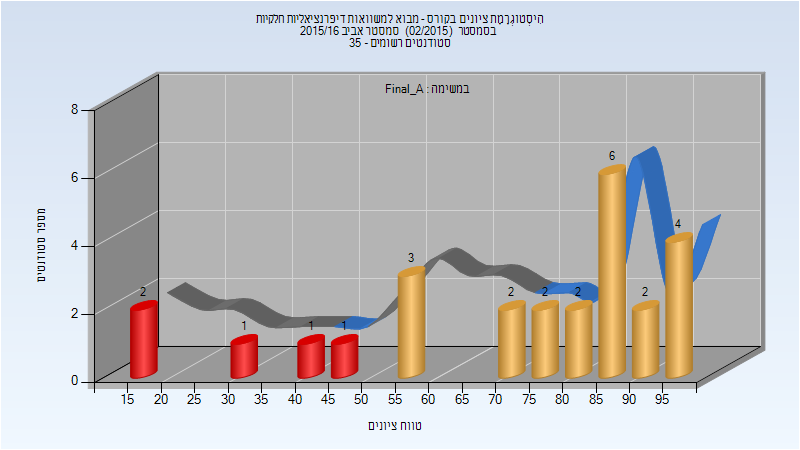 היסטוגרמת ציונים בקורס - מבוא למשוואות דיפרנציאליות חלקיות
בסמסטר (02/2015) סמסטר אביב 2015/16
סטודנטים רשומים - 35
במשימה : Final_A
מספר סטודנטים
8
6
4
2
0
2
1
1
1
3
2
2
2
6
2
4
15 20 25 30 35 40 45 50 55 60 65 70 75 80 85 90 95
טווח ציונים